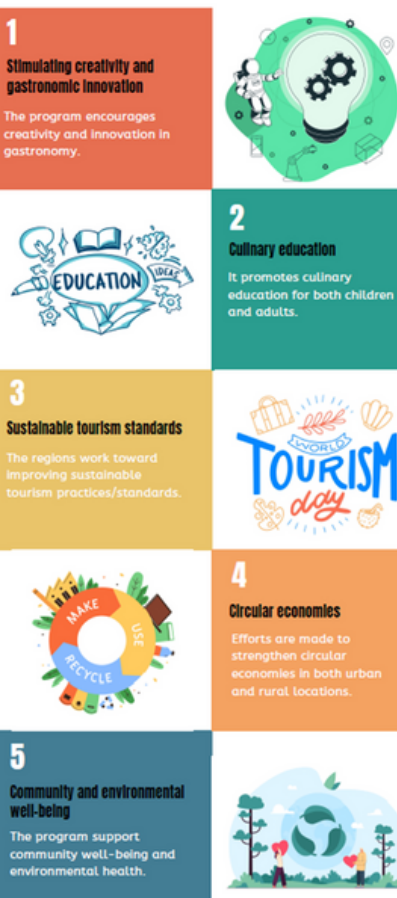 1
Stimulating creativity and
gastronomic innovation
The program encourages
creativity and innovation in
gastronomy.
EDUCATION
IDEAS
2
Culinary education
It promotes culinary
education for both children
and adults.
3
Sustainable tourism standards
The regions work toward
improving sustainable
tourism practices/standards.
WORLD
TOURISM
day
MAKE
USE
RECYCLE
4
Circular economies
Efforts are made to
strengthen circular
economies in both urban
and rural locations.
5
Community and environmental
well-being
The program support
community well-being and
environmental health.